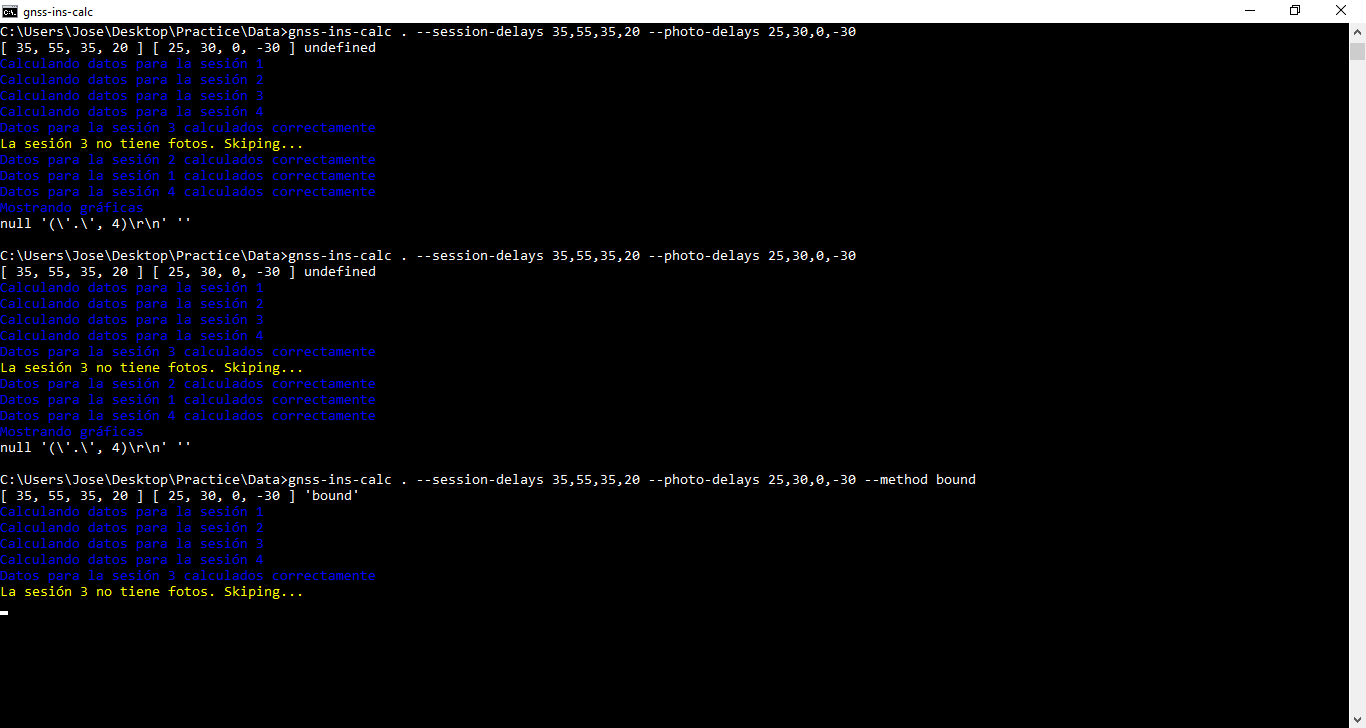 gnss-ins-calc
C:\Users\Jose\Desktop\Practice\Data>gnss-ins-calc . --session-delays 35,55,35,20 --photo-delays 25,30,0,-30
[ 35, 55, 35, 20 ] [ 25, 30, 0, -30 ] undefined
Calculando datos para la sesión 1
Calculando datos para la sesión 2
Calculando datos para la sesión 3
Calculando datos para la sesión 4
Datos para la sesión 3 calculados correctamente
La sesión 3 no tiene fotos. Skiping...
Datos para la sesión 2 calculados correctamente
Datos para la sesión 1 calculados correctamente
Datos para la sesión 4 calculados correctamente
Mostrando gráficas
null '(\'.\', 4)\r\n' ''
C:\Users\Jose\Desktop\Practice\Data>gnss-ins-calc . --session-delays 35,55,35,20 --photo-delays 25,30,0,-30
[ 35, 55, 35, 20 ] [ 25, 30, 0, -30 ] undefined
Calculando datos para la sesión 1
Calculando datos para la sesión 2
Calculando datos para la sesión 3
Calculando datos para la sesión 4
Datos para la sesión 3 calculados correctamente
La sesión 3 no tiene fotos. Skiping...
Datos para la sesión 2 calculados correctamente
Datos para la sesión 1 calculados correctamente
Datos para la sesión 4 calculados correctamente
Mostrando gráficas
null '(\'.\', 4)\r\n' ''
C:\Users\Jose\Desktop\Practice\Data>gnss-ins-calc . --session-delays 35,55,35,20 --photo-delays 25,30,0,-30 --method bound
[ 35, 55, 35, 20 ] [ 25, 30, 0, -30 ] 'bound'
Calculando datos para la sesión 1
Calculando datos para la sesión 2
Calculando datos para la sesión 3
Calculando datos para la sesión 4
Datos para la sesión 3 calculados correctamente
La sesión 3 no tiene fotos. Skiping...